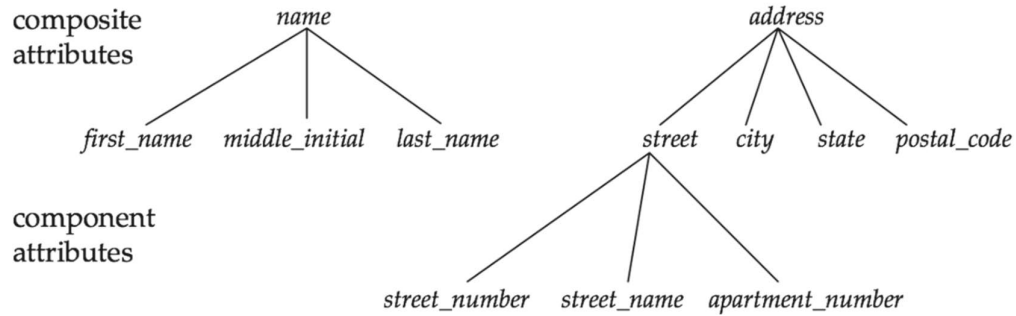 composite
attributes
name
address
first_name middle_initial last_name
street city state postal_code
component
attributes
street_number street_name apartment_number